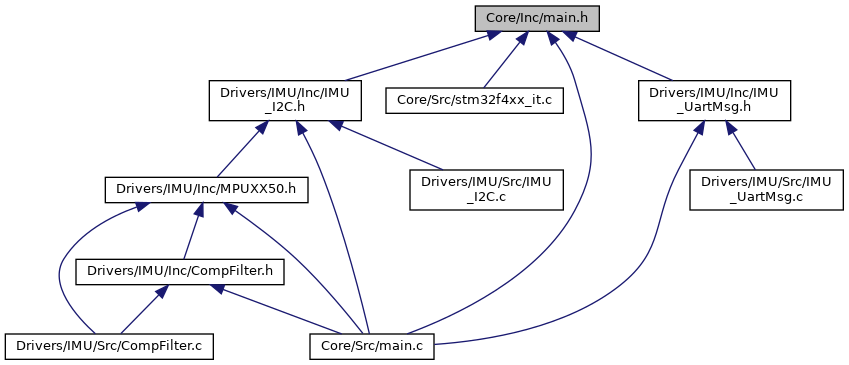 Core/Inc/main.h
Drivers/IMU/Inc/IMU
_I2C.h
Core/Src/stm32f4xx_it.c
Drivers/IMU/Inc/IMU
_UartMsg.h
Drivers/IMU/Inc/MPUXX50.h
Drivers/IMU/Src/IMU
_I2C.c
Drivers/IMU/Src/IMU
_UartMsg.c
Drivers/IMU/Inc/CompFilter.h
Drivers/IMU/Src/CompFilter.c
Core/Src/main.c